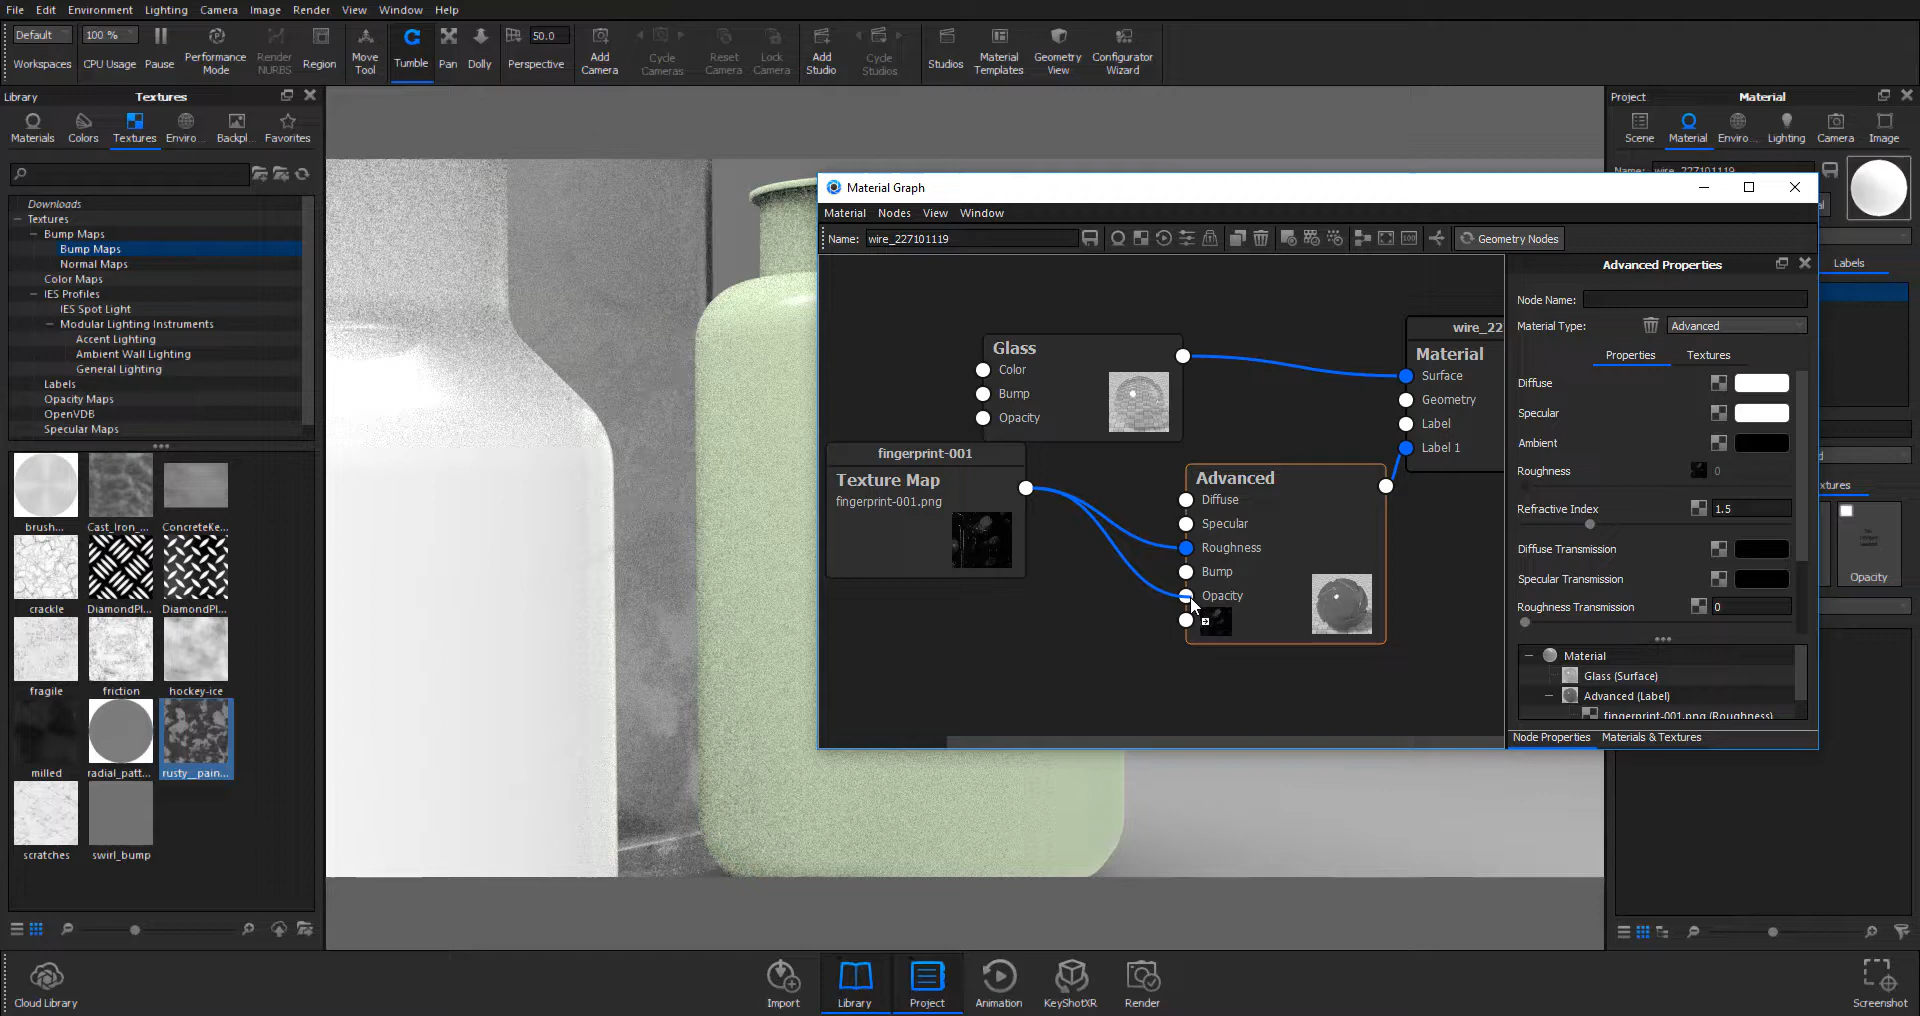 File Edit Environment Lighting Camera Image Render View Window Help
Default 100 % 50.0
Workspaces CPU Usage Pause Performance Mode Render NURBS Region Move Tool Tumble Pan Dolly Perspective Add Camera Cycle Cameras Reset Camera Lock Camera Add Studio Cycle Studios Studios Material Templates Geometry View Configurator Wizard
Library Textures
Materials Colors Textures Enviro... Backpl... Favorites
Downloads
Textures
Bump Maps
Bump Maps
Normal Maps
Color Maps
IES Profiles
IES Spot Light
Modular Lighting Instruments
Accent Lighting
Ambient Wall Lighting
General Lighting
Labels
Opacity Maps
OpenVDB
Specular Maps
brush... Cast_Iron_... ConcreteKe...
crackle DiamondPl... DiamondPl...
fragile friction hockey-ice
milled radial_patt... rusty_pain...
scratches swirl_bump
Material Graph
Material Nodes View Window
Name: wire_227101119
Geometry Nodes
Glass
Color
Bump
Opacity
fingerprint-001
Texture Map
fingerprint-001.png
Advanced
Diffuse
Specular
Roughness
Bump
Opacity
wire_22
Material
Surface
Geometry
Label
Label 1
Advanced Properties
Node Name:
Material Type: Advanced
Properties Textures
Diffuse
Specular
Ambient
Roughness 0
Refractive Index 1.5
Diffuse Transmission
Specular Transmission
Roughness Transmission 0
Material
Glass (Surface)
Advanced (Label)
fingerprint-001.png (Roughness)
Node Properties Materials & Textures
Project Material
Scene Material Enviro... Lighting Camera Image
Name: wire_227101119
Labels
Opacity
Cloud Library Import Library Project Animation KeyShotXR Render Screenshot